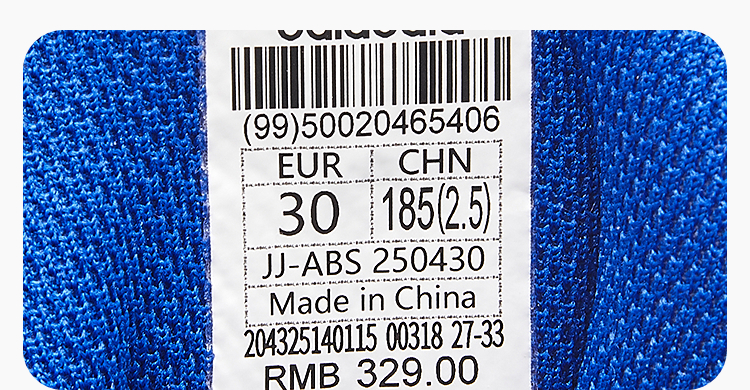 (99)50020465406
EUR CHN
30 185(2.5)
JJ-ABS 250430
Made in China
204325140115 00318 27-33
RMB 329.00